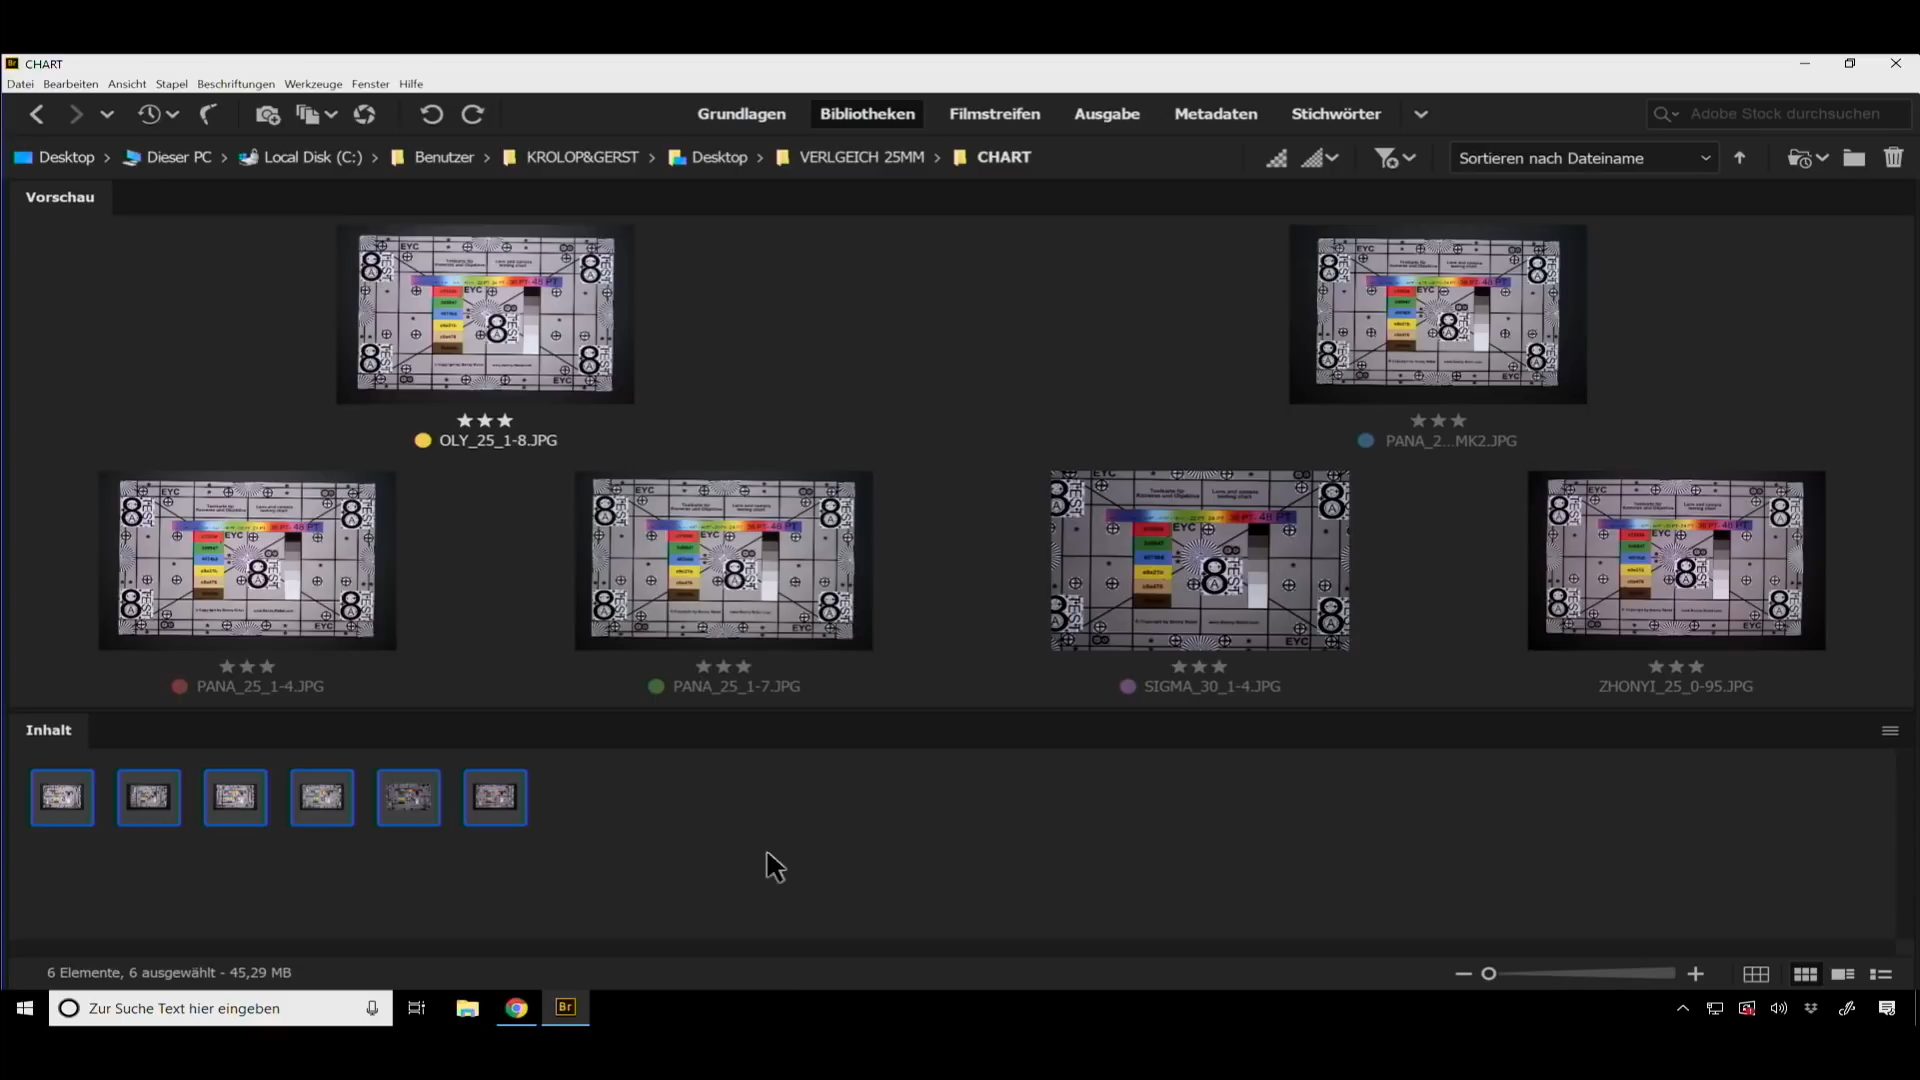 Br CHART
Datei Bearbeiten Ansicht Stapel Beschriftungen Werkzeuge Fenster Hilfe
Grundlagen Bibliotheken Filmstreifen Ausgabe Metadaten Stichwörter Adobe Stock durchsuchen
Desktop Dieser PC Local Disk (C:) Benutzer KROLOP&GERST Desktop VERLGEICH 25MM CHART Sortieren nach Dateiname
Vorschau
OLY_25_1-8.JPG
PANA_2...MK2.JPG
PANA_25_1-4.JPG
PANA_25_1-7.JPG
SIGMA_30_1-4.JPG
ZHONYI_25_0-95.JPG
Inhalt
6 Elemente, 6 ausgewählt - 45,29 MB
Zur Suche Text hier eingeben
Br